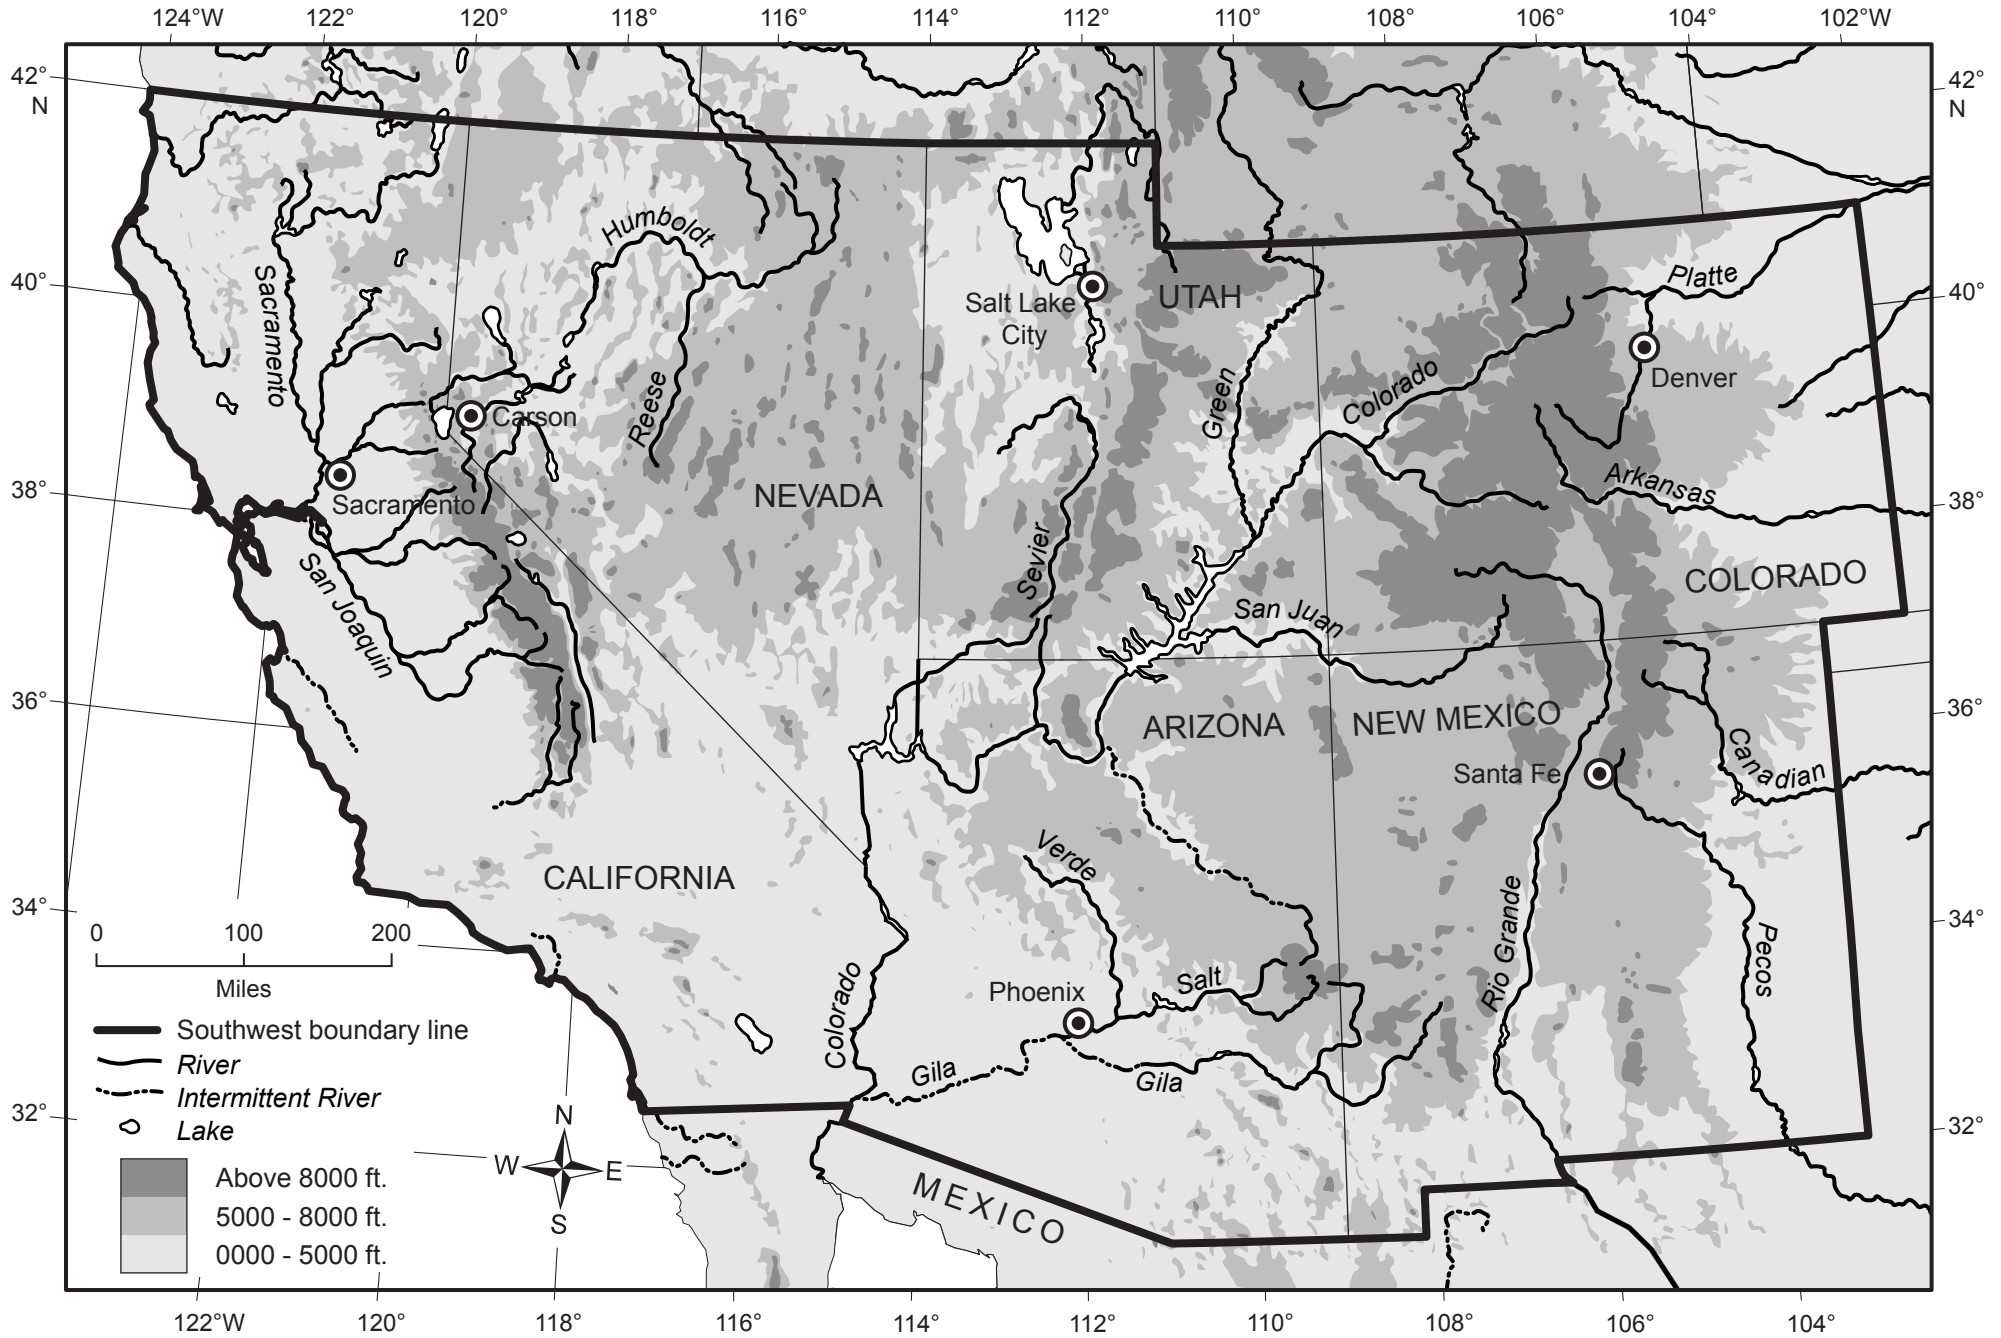 124°W
122°
120°
118°
116°
114°
112°
110°
108°
106°
104°
102°W
42°
N
42°
N
Humboldt
40°
Sacramento
Salt Lake
City
UTAH
Platte
40°
Reese
Green
Colorado
Denver
Carson
38°
Sacramento
NEVADA
Arkansas
38°
San Joaquin
Sevier
San Juan
COLORADO
36°
ARIZONA
NEW MEXICO
36°
Santa Fe
Canadian
CALIFORNIA
Verde
34°
Rio Grande
Pecos
34°
0
100
200
Miles
Colorado
Phoenix
Salt
Southwest boundary line
River
Gila
Gila
Intermittent River
32°
Lake
32°
N
W
E
S
MEXICO
Above 8000 ft.
5000 - 8000 ft.
0000 - 5000 ft.
122°W
120°
118°
116°
114°
112°
110°
108°
106°
104°